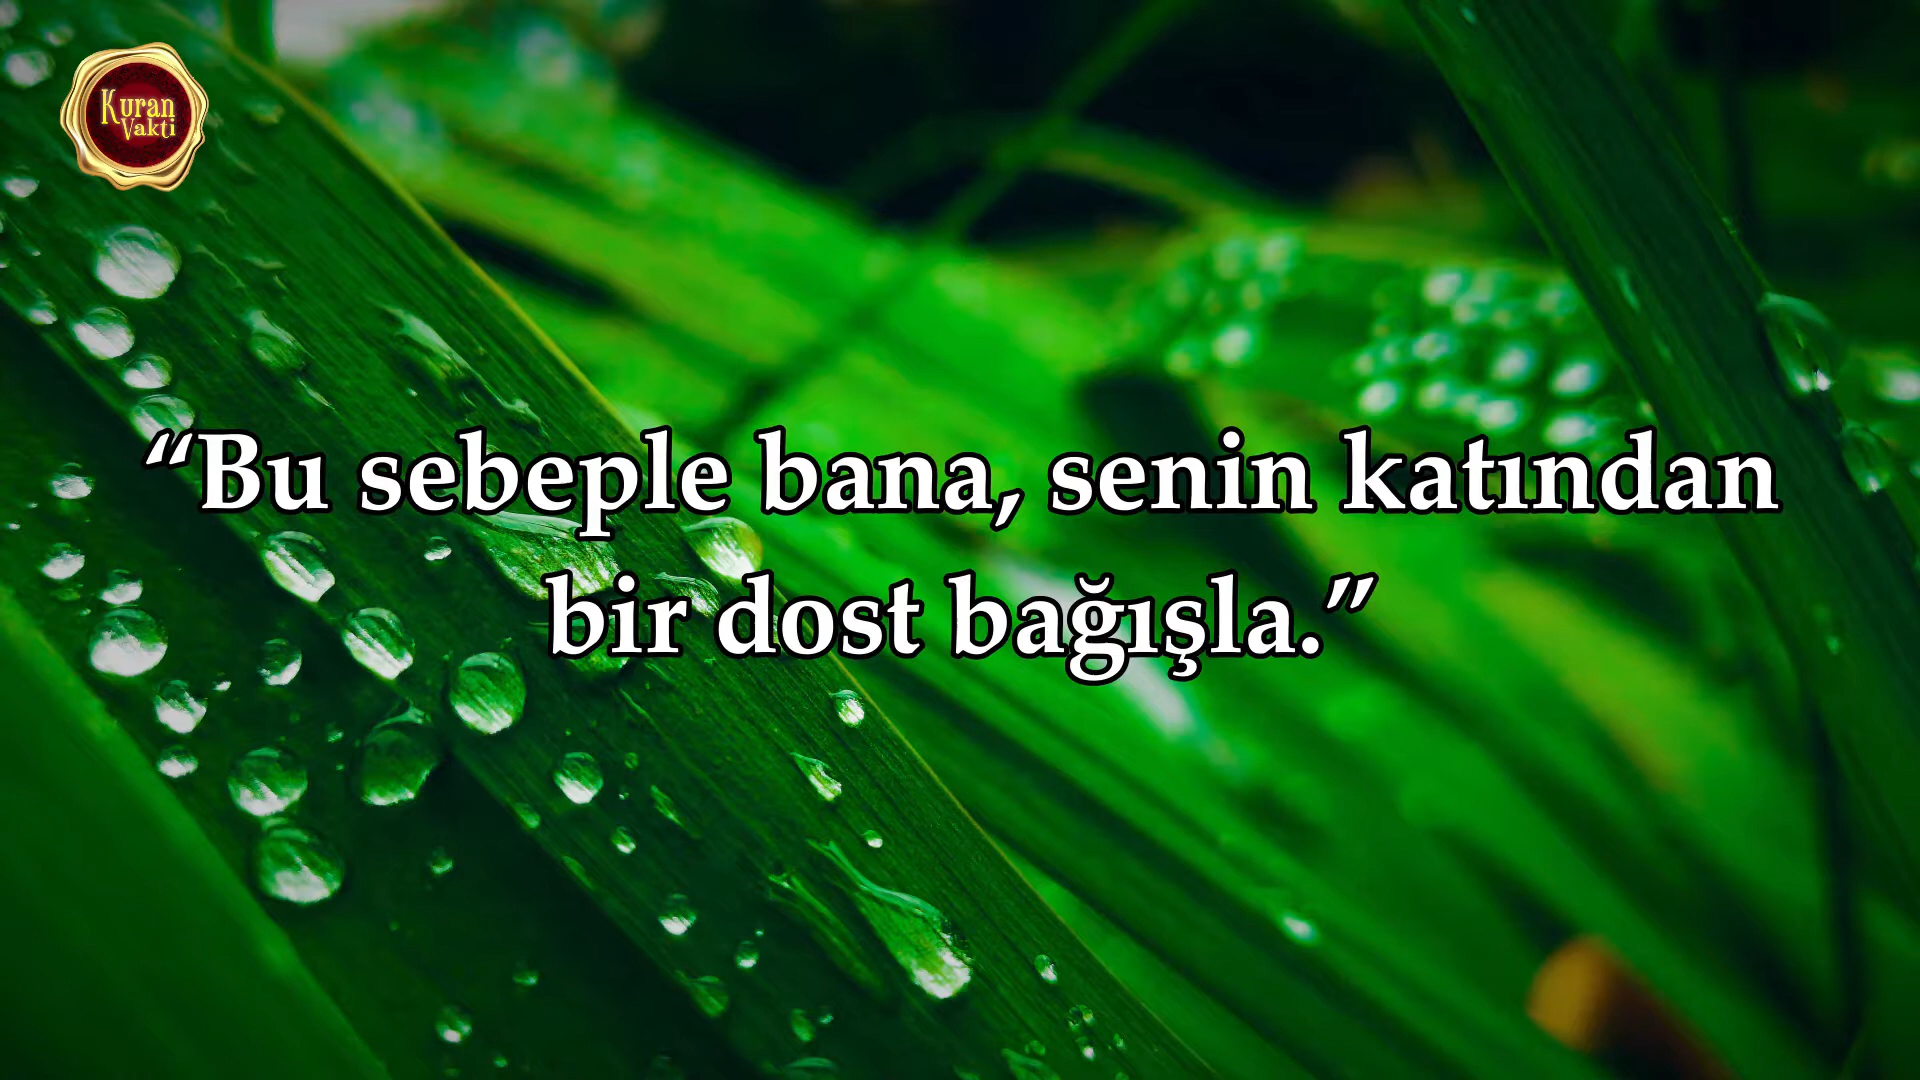 Kuran
Vakti
“Bu sebeple bana, senin katından
bir dost bağışla.”